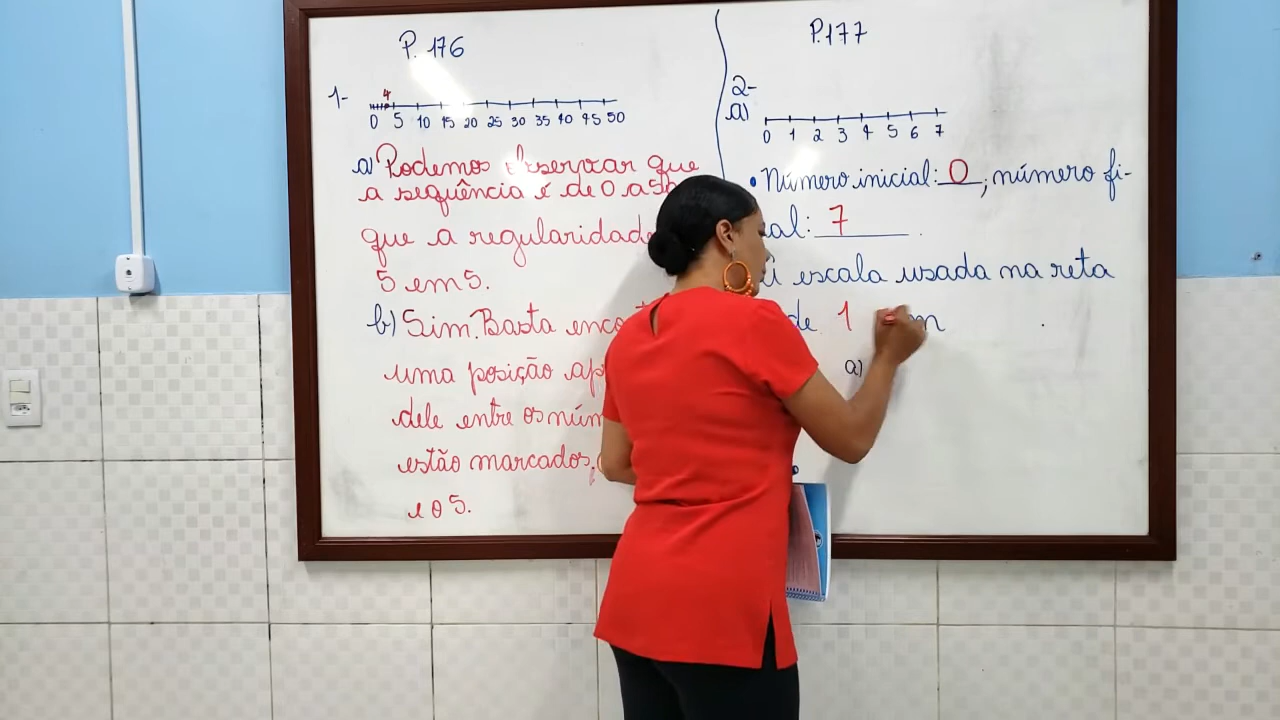 P. 176
1-
4
0 5 10 15 20 25 30 35 40 45 50
a) Podemos observar que
a sequência é de 0 a 50
que a regularidade
5 em 5.
b) Sim. Basta
uma posição
dele entre os
estão marcados,
e o 5.
P.177
2-
a)
0 1 2 3 4 5 6 7
• Número inicial: 0, número fi-
al: 7.
escala usada na reta
de 1
a)